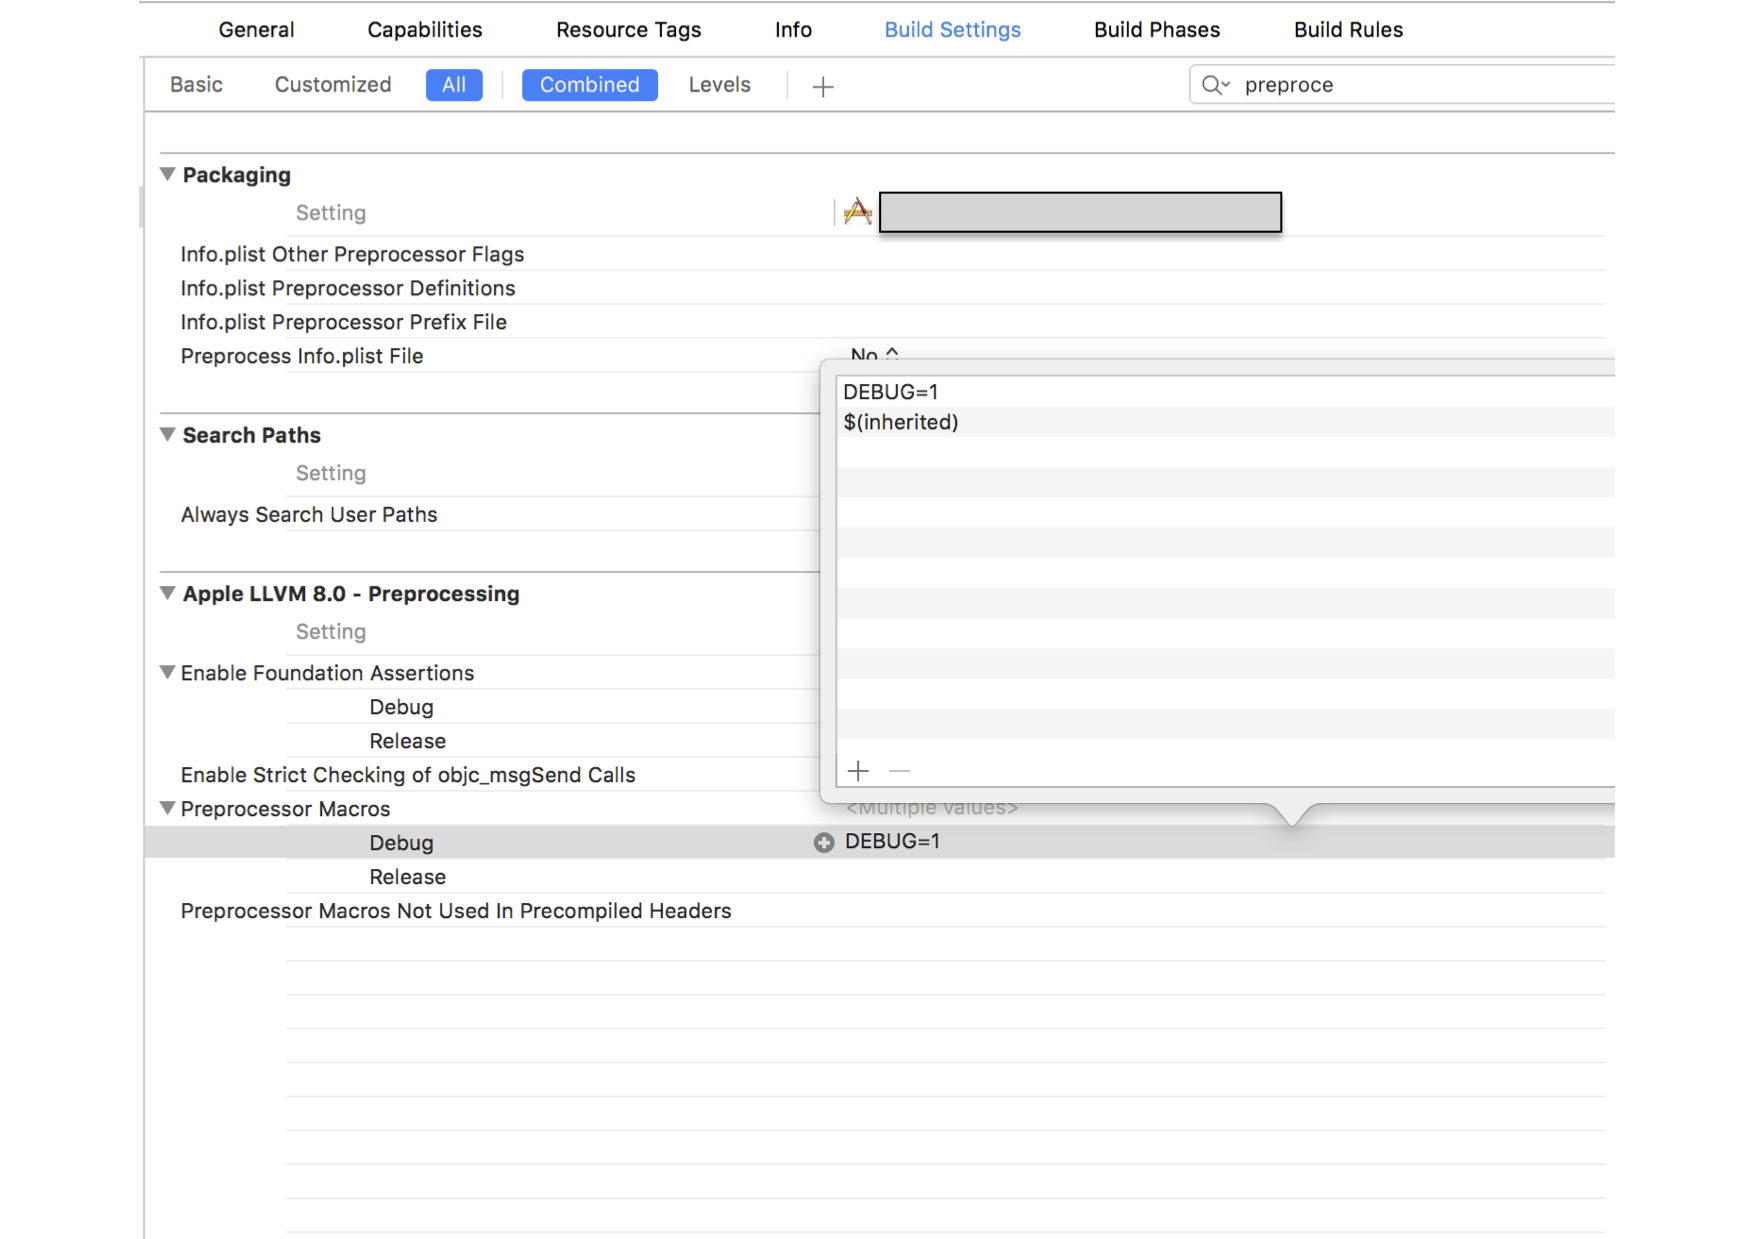 General Capabilities Resource Tags Info Build Settings Build Phases Build Rules
Basic Customized All Combined Levels + preproce
Packaging
Setting
Info.plist Other Preprocessor Flags
Info.plist Preprocessor Definitions
Info.plist Preprocessor Prefix File
Preprocess Info.plist File No
DEBUG=1
$(inherited)
Search Paths
Setting
Always Search User Paths
Apple LLVM 8.0 - Preprocessing
Setting
Enable Foundation Assertions
Debug
Release
Enable Strict Checking of objc_msgSend Calls
Preprocessor Macros <Multiple values>
Debug DEBUG=1
Release
Preprocessor Macros Not Used In Precompiled Headers